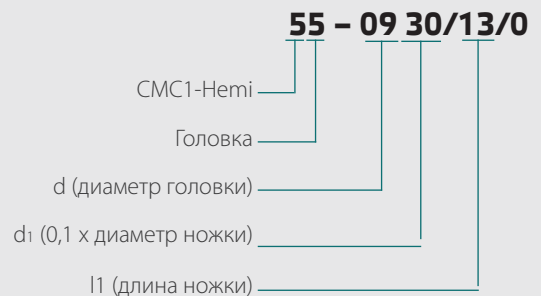 55 – 09 30/13/0
CMC1-Hemi
Головка
d (диаметр головки)
d1 (0,1 x диаметр ножки)
l1 (длина ножки)